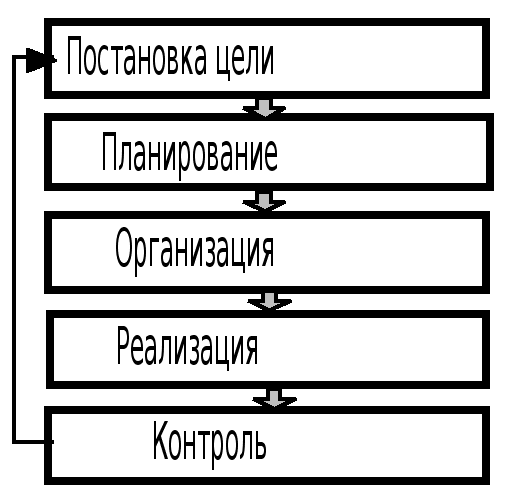 Постановка цели
Планирование
Организация
Реализация
Контроль